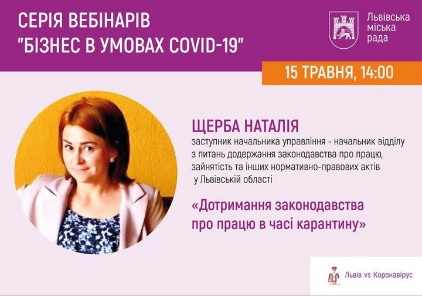 СЕРІЯ ВЕБІНАРІВ
"БІЗНЕС В УМОВАХ COVID-19"
Львівська
міська
рада
15 ТРАВНЯ, 14:00
ЩЕРБА НАТАЛІЯ
заступник начальника управління - начальник відділу
з питань додержання законодавства про працю,
зайнятість та інших нормативно-правових актів
у Львівській області
«Дотримання законодавства
про працю в часі карантину»
Львів vs Коронавірус